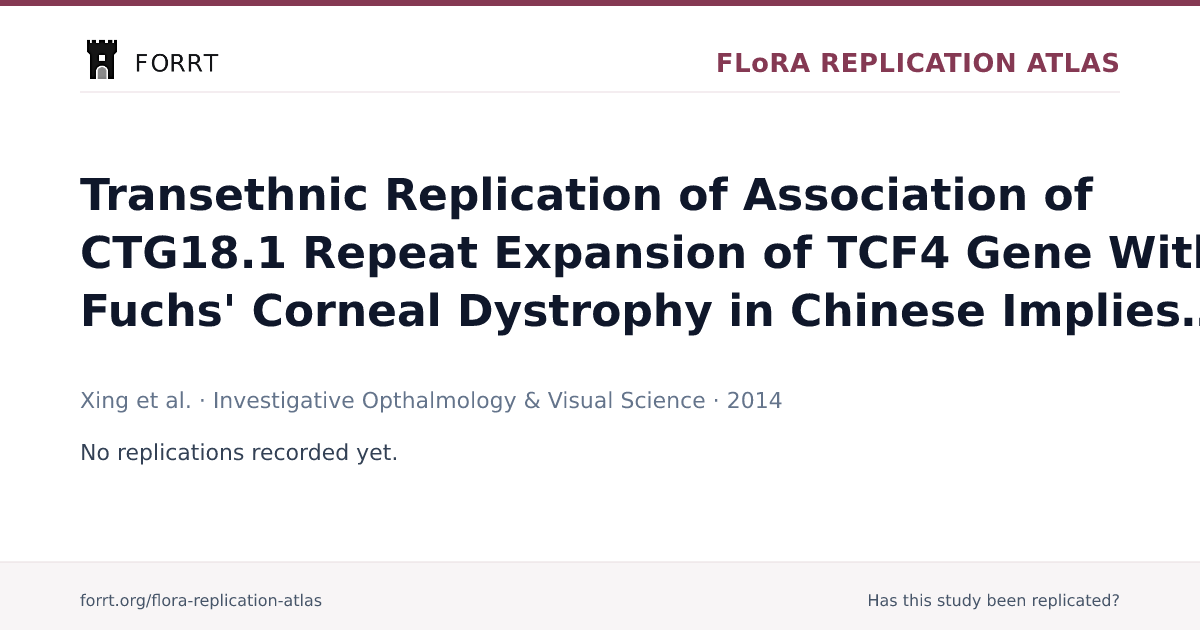 FORRT
FLoRA REPLICATION ATLAS
Transethnic Replication of Association of
CTG18.1 Repeat Expansion of TCF4 Gene With
Fuchs' Corneal Dystrophy in Chinese Implies…
Xing et al. · Investigative Opthalmology & Visual Science · 2014
No replications recorded yet.
forrt.org/flora-replication-atlas
Has this study been replicated?